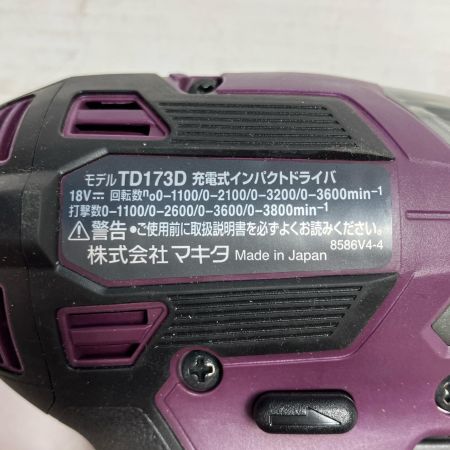 モデル TD173D 充電式インパクトドライバ
18V⎓ 回転数n₀0-1100/0-2100/0-3200/0-3600min⁻¹
打撃数0-1100/0-2600/0-3600/0-3800min⁻¹
⚠警告 •ご使用前に取扱説明書を必ずよくお読みください。
8586V4-4
株式会社 マキタ Made in Japan